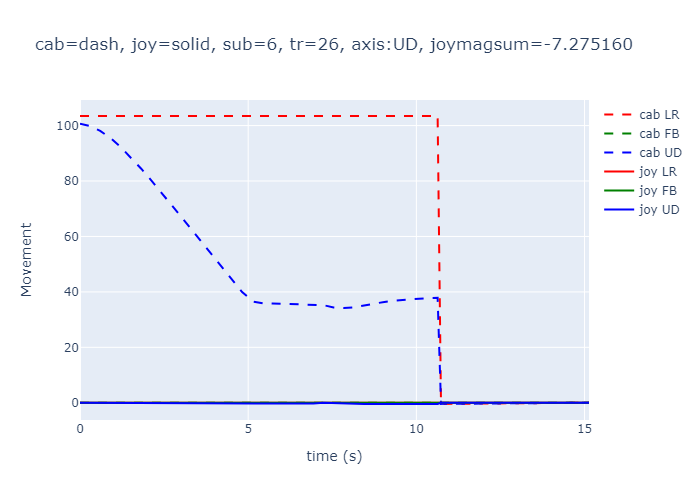 cab=dash, joy=solid, sub=6, tr=26, axis:UD, joymagsum=-7.275160
cab LR
cab FB
cab UD
joy LR
joy FB
joy UD
Movement
100
80
60
40
20
0
0 5 10 15
time (s)